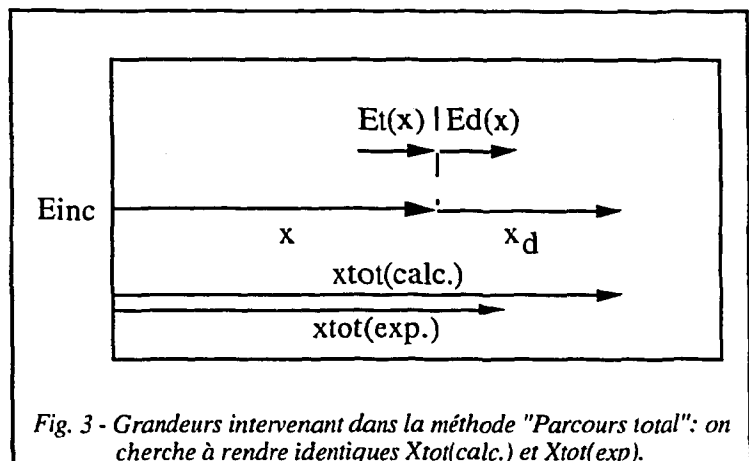 Et(x) | Ed(x)
Einc
x
xd
xtot(calc.)
xtot(exp.)
Fig. 3 - Grandeurs intervenant dans la méthode "Parcours total": on
cherche à rendre identiques Xtot(calc.) et Xtot(exp).